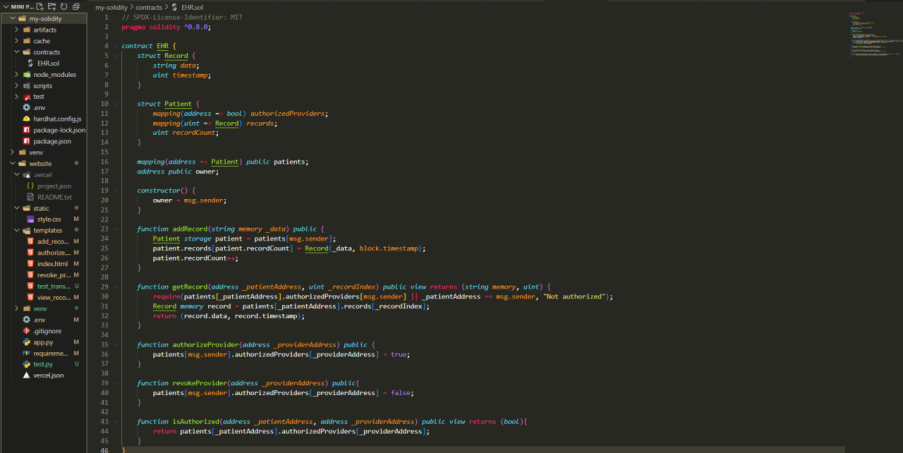 MINI P...
my-solidity
artifacts
cache
contracts
EHR.sol
node_modules
scripts
test
.env
hardhat.config.js
package-lock.json
package.json
venv
website
.vercel
project.json
README.txt
static
style.css M
templates
add_reco... M
authorize... M
index.html M
revoke_pr... M
test_trans... U
view_reco... M
venv
.env M
.gitignore
app.py M
requireme... M
test.py U
vercel.json
my-solidity > contracts > EHR.sol
1 // SPDX-License-Identifier: MIT
2 pragma solidity ^0.8.0;
3
4 contract EHR {
5 struct Record {
6 string data;
7 uint timestamp;
8 }
9
10 struct Patient {
11 mapping(address => bool) authorizedProviders;
12 mapping(uint => Record) records;
13 uint recordCount;
14 }
15
16 mapping(address => Patient) public patients;
17 address public owner;
18
19 constructor() {
20 owner = msg.sender;
21 }
22
23 function addRecord(string memory _data) public {
24 Patient storage patient = patients[msg.sender];
25 patient.records[patient.recordCount] = Record(_data, block.timestamp);
26 patient.recordCount++;
27 }
28
29 function getRecord(address _patientAddress, uint _recordIndex) public view returns (string memory, uint) {
30 require(patients[_patientAddress].authorizedProviders[msg.sender] || _patientAddress == msg.sender, "Not authorized");
31 Record memory record = patients[_patientAddress].records[_recordIndex];
32 return (record.data, record.timestamp);
33 }
34
35 function authorizeProvider(address _providerAddress) public {
36 patients[msg.sender].authorizedProviders[_providerAddress] = true;
37 }
38
39 function revokeProvider(address _providerAddress) public{
40 patients[msg.sender].authorizedProviders[_providerAddress] = false;
41 }
42
43 function isAuthorized(address _patientAddress, address _providerAddress) public view returns (bool){
44 return patients[_patientAddress].authorizedProviders[_providerAddress];
45 }
46 }